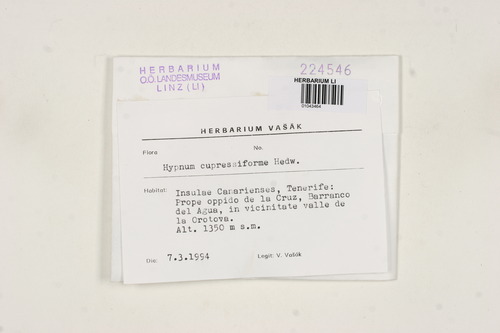 HERBARIUM
O.Ö. LANDESMUSEUM
LINZ (LI)
224546
HERBARIUM LI
01043464
HERBARIUM VAŠÁK
Flora No.
Hypnum cupressiforme Hedw.
Habitat: Insulae Canarienses, Tenerife:
Prope oppido de la Cruz, Barranco
del Agua, in vicinitate valle de
la Orotova.
Alt. 1350 m s.m.
Die: 7.3.1994 Legit: V. Vašák